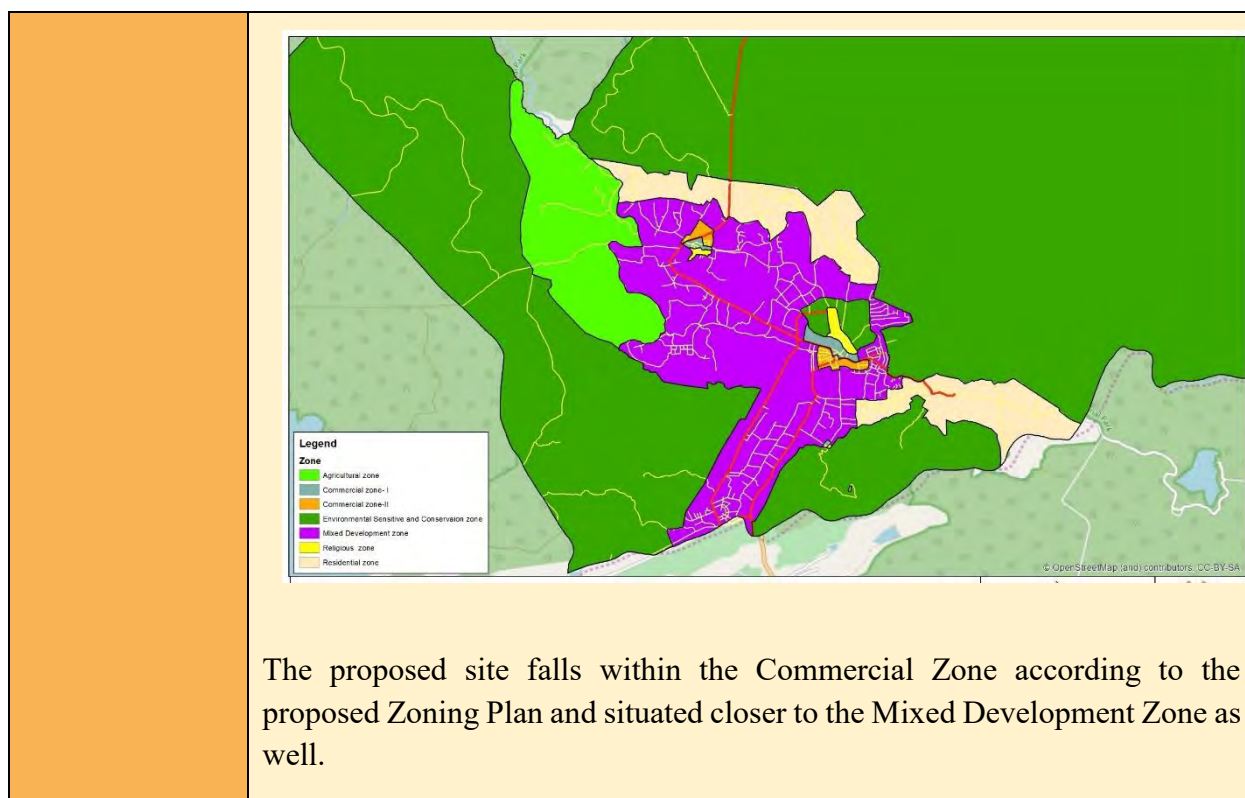 Park
Legend
Zone
Agricultural zone
Commercial zone- I
Commercial zone-II
Environmental Sensitive and Conservaion zone
Mixed Development zone
Religious zone
Residential zone
© OpenStreetMap (and) contributors, CC-BY-SA
The proposed site falls within the Commercial Zone according to the
proposed Zoning Plan and situated closer to the Mixed Development Zone as
well.